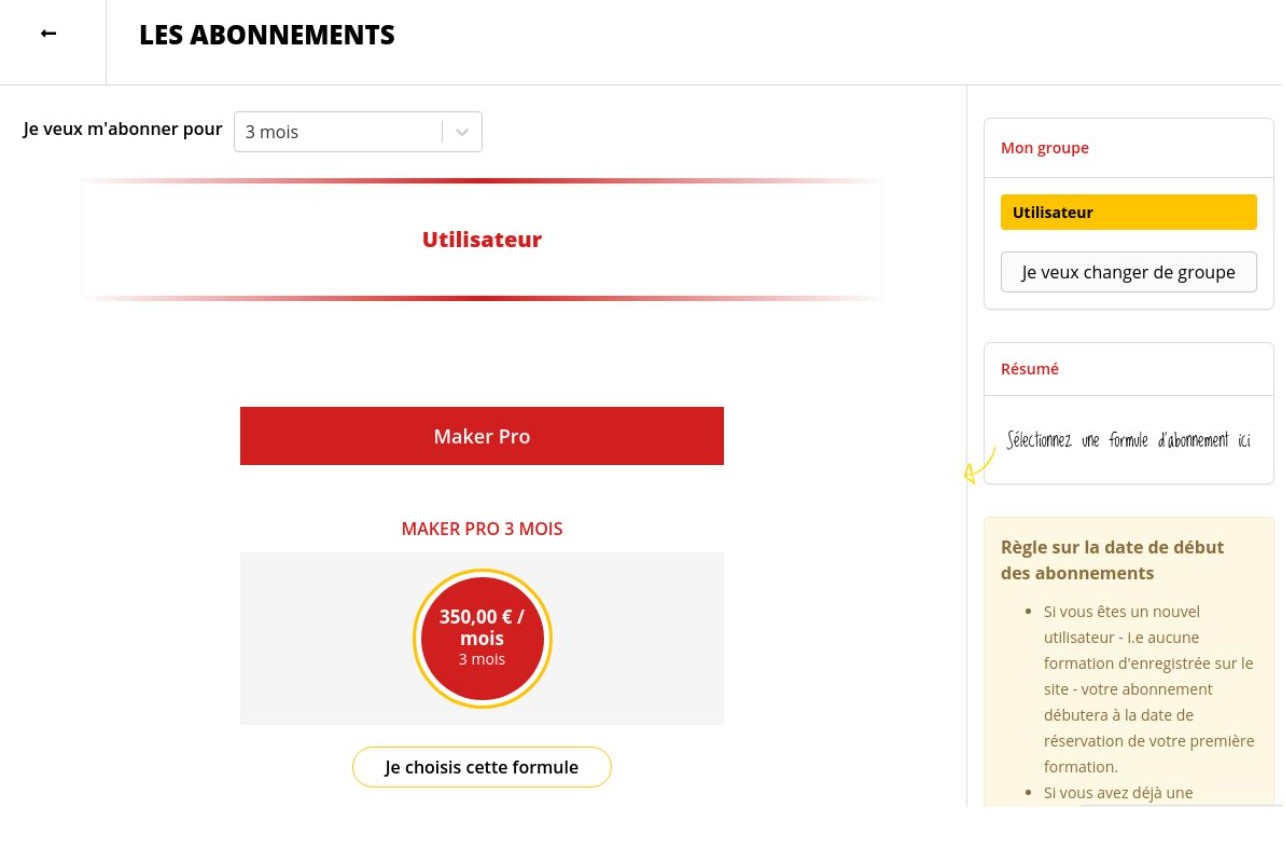 LES ABONNEMENTS
Je veux m'abonner pour
3 mois
Utilisateur
Maker Pro
MAKER PRO 3 MOIS
350,00 € /
mois
3 mois
Je choisis cette formule
Mon groupe
Utilisateur
Je veux changer de groupe
Résumé
Sélectionnez une formule d'abonnement ici
Règle sur la date de début
des abonnements
Si vous êtes un nouvel
utilisateur - i.e aucune
formation d'enregistrée sur le
site - votre abonnement
débutera à la date de
réservation de votre première
formation.
Si vous avez déjà une